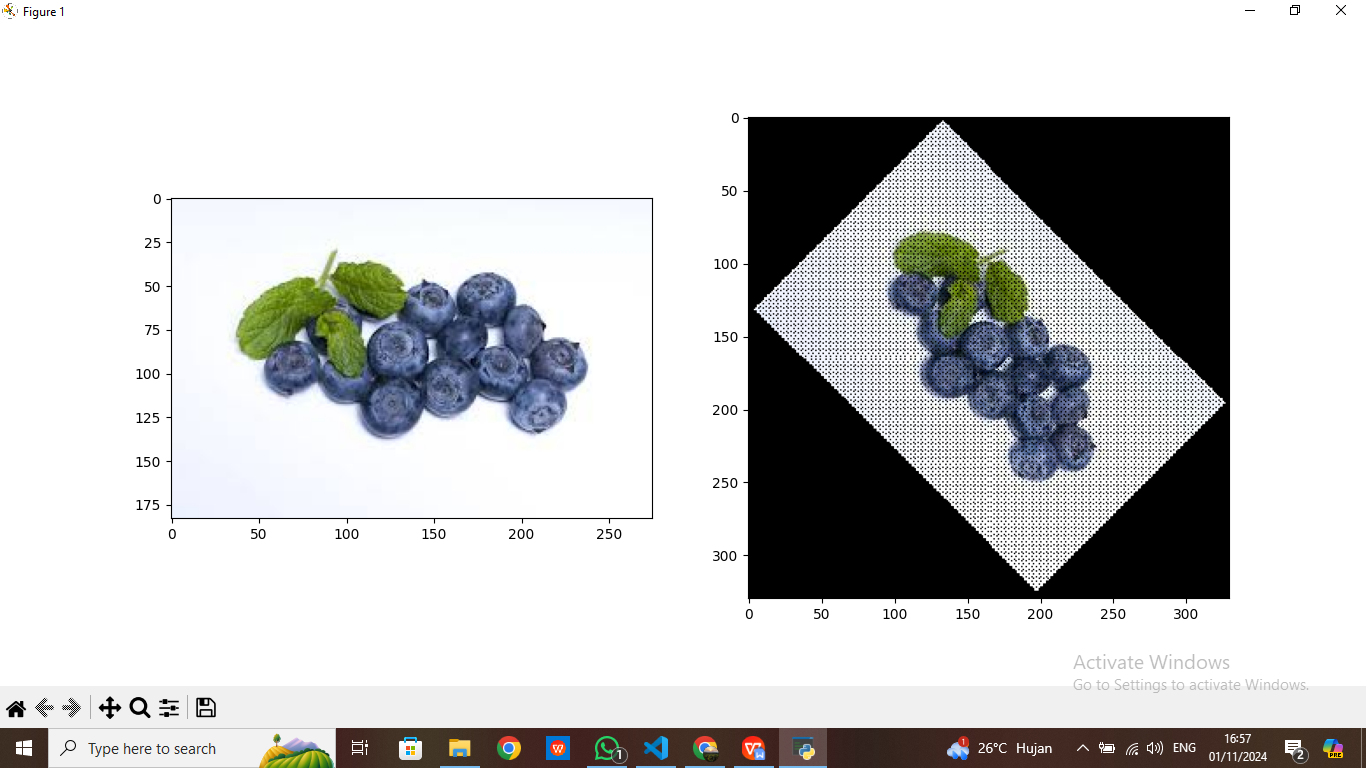 Figure 1
0
25
50
75
100
125
150
175
0 50 100 150 200 250
0
50
100
150
200
250
300
0 50 100 150 200 250 300
Activate Windows
Go to Settings to activate Windows.
Type here to search
W
1
26°C Hujan
1
ENG
16:57
01/11/2024
2
PRE